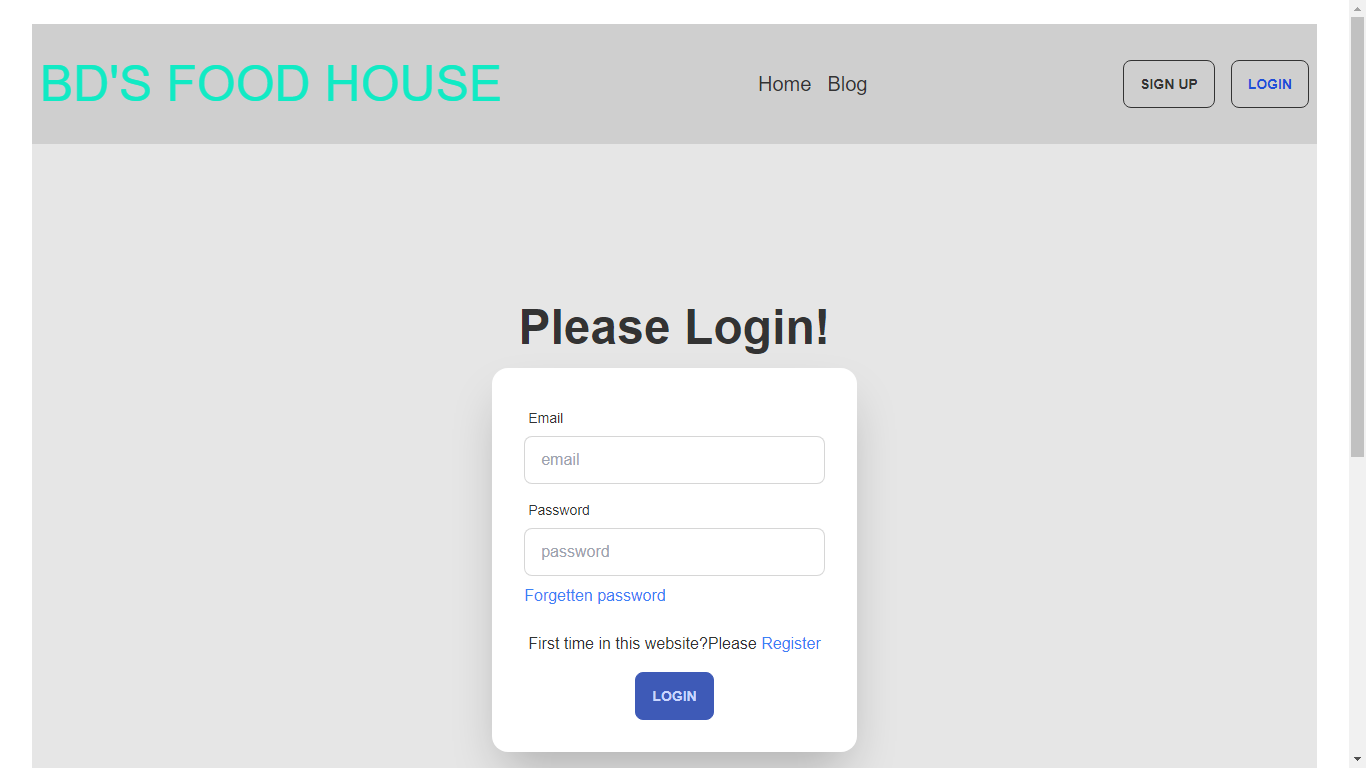 BD'S FOOD HOUSE
Home Blog
SIGN UP LOGIN
Please Login!
Email
email
Password
password
Forgetten password
First time in this website?Please Register
LOGIN